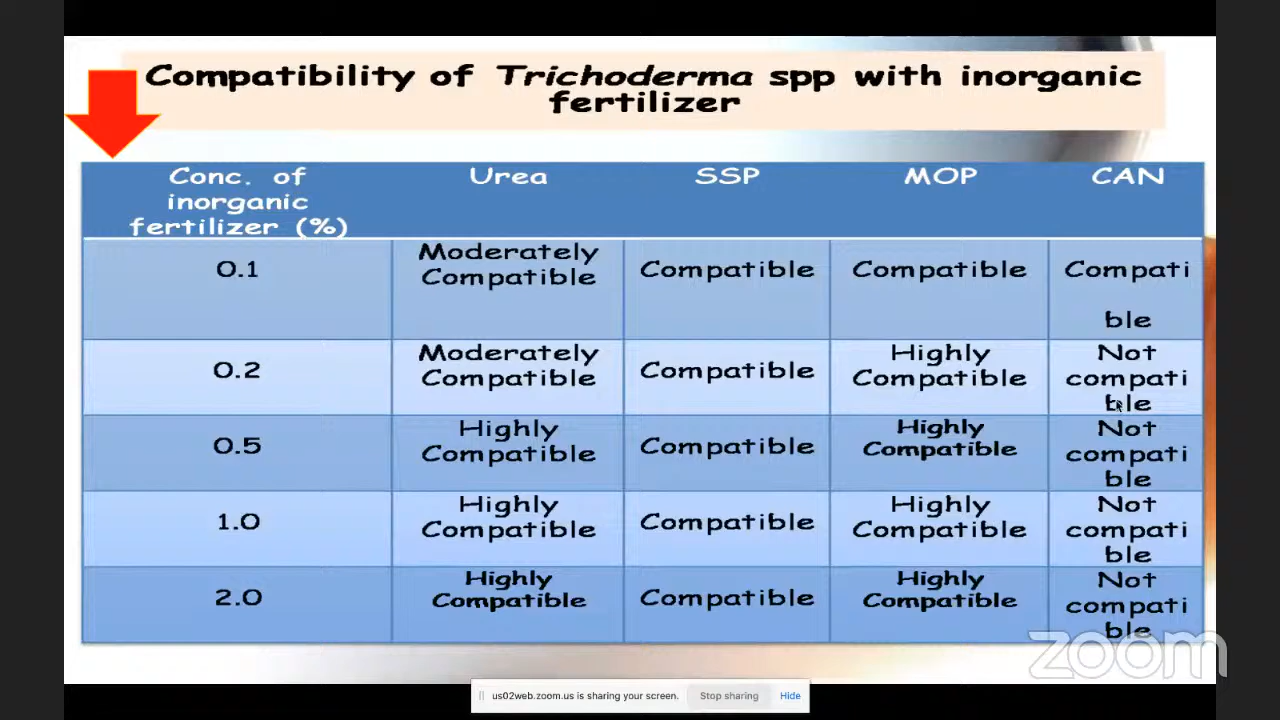 Compatibility of Trichoderma spp with inorganic
fertilizer
Conc. of
inorganic
fertilizer (%)
Urea
SSP
MOP
CAN
0.1
Moderately
Compatible
Compatible
Compatible
Compati
ble
0.2
Moderately
Compatible
Compatible
Highly
Compatible
Not
compati
ble
0.5
Highly
Compatible
Compatible
Highly
Compatible
Not
compati
ble
1.0
Highly
Compatible
Compatible
Highly
Compatible
Not
compati
ble
2.0
Highly
Compatible
Compatible
Highly
Compatible
Not
compati
ble
zoom
us02web.zoom.us is sharing your screen.
Stop sharing
Hide